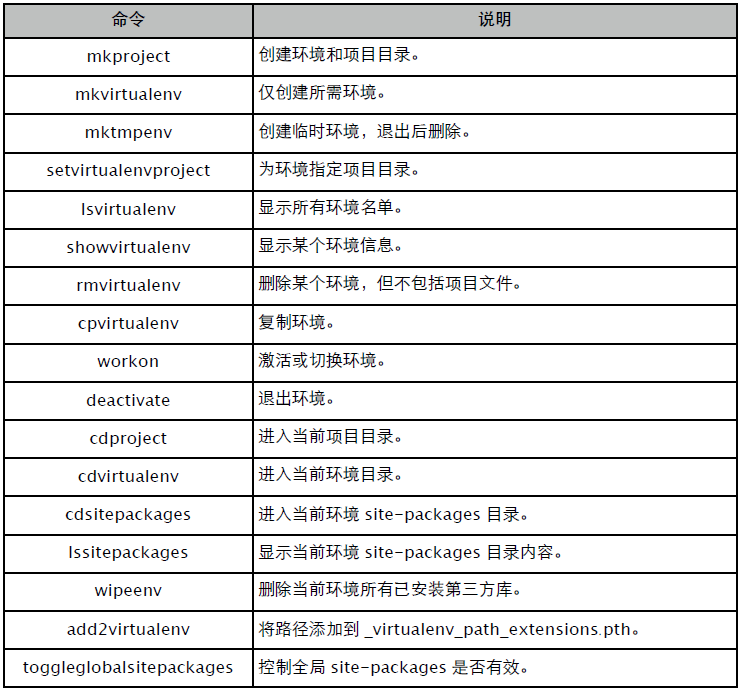 命令 说明
mkproject 创建环境和项目目录。
mkvirtualenv 仅创建所需环境。
mktmpenv 创建临时环境，退出后删除。
setvirtualenvproject 为环境指定项目目录。
lsvirtualenv 显示所有环境名单。
showvirtualenv 显示某个环境信息。
rmvirtualenv 删除某个环境，但不包括项目文件。
cpvirtualenv 复制环境。
workon 激活或切换环境。
deactivate 退出环境。
cdproject 进入当前项目目录。
cdvirtualenv 进入当前环境目录。
cdsitepackages 进入当前环境 site-packages 目录。
lssitepackages 显示当前环境 site-packages 目录内容。
wipeenv 删除当前环境所有已安装第三方库。
add2virtualenv 将路径添加到 _virtualenv_path_extensions.pth。
toggleglobalsitepackages 控制全局 site-packages 是否有效。